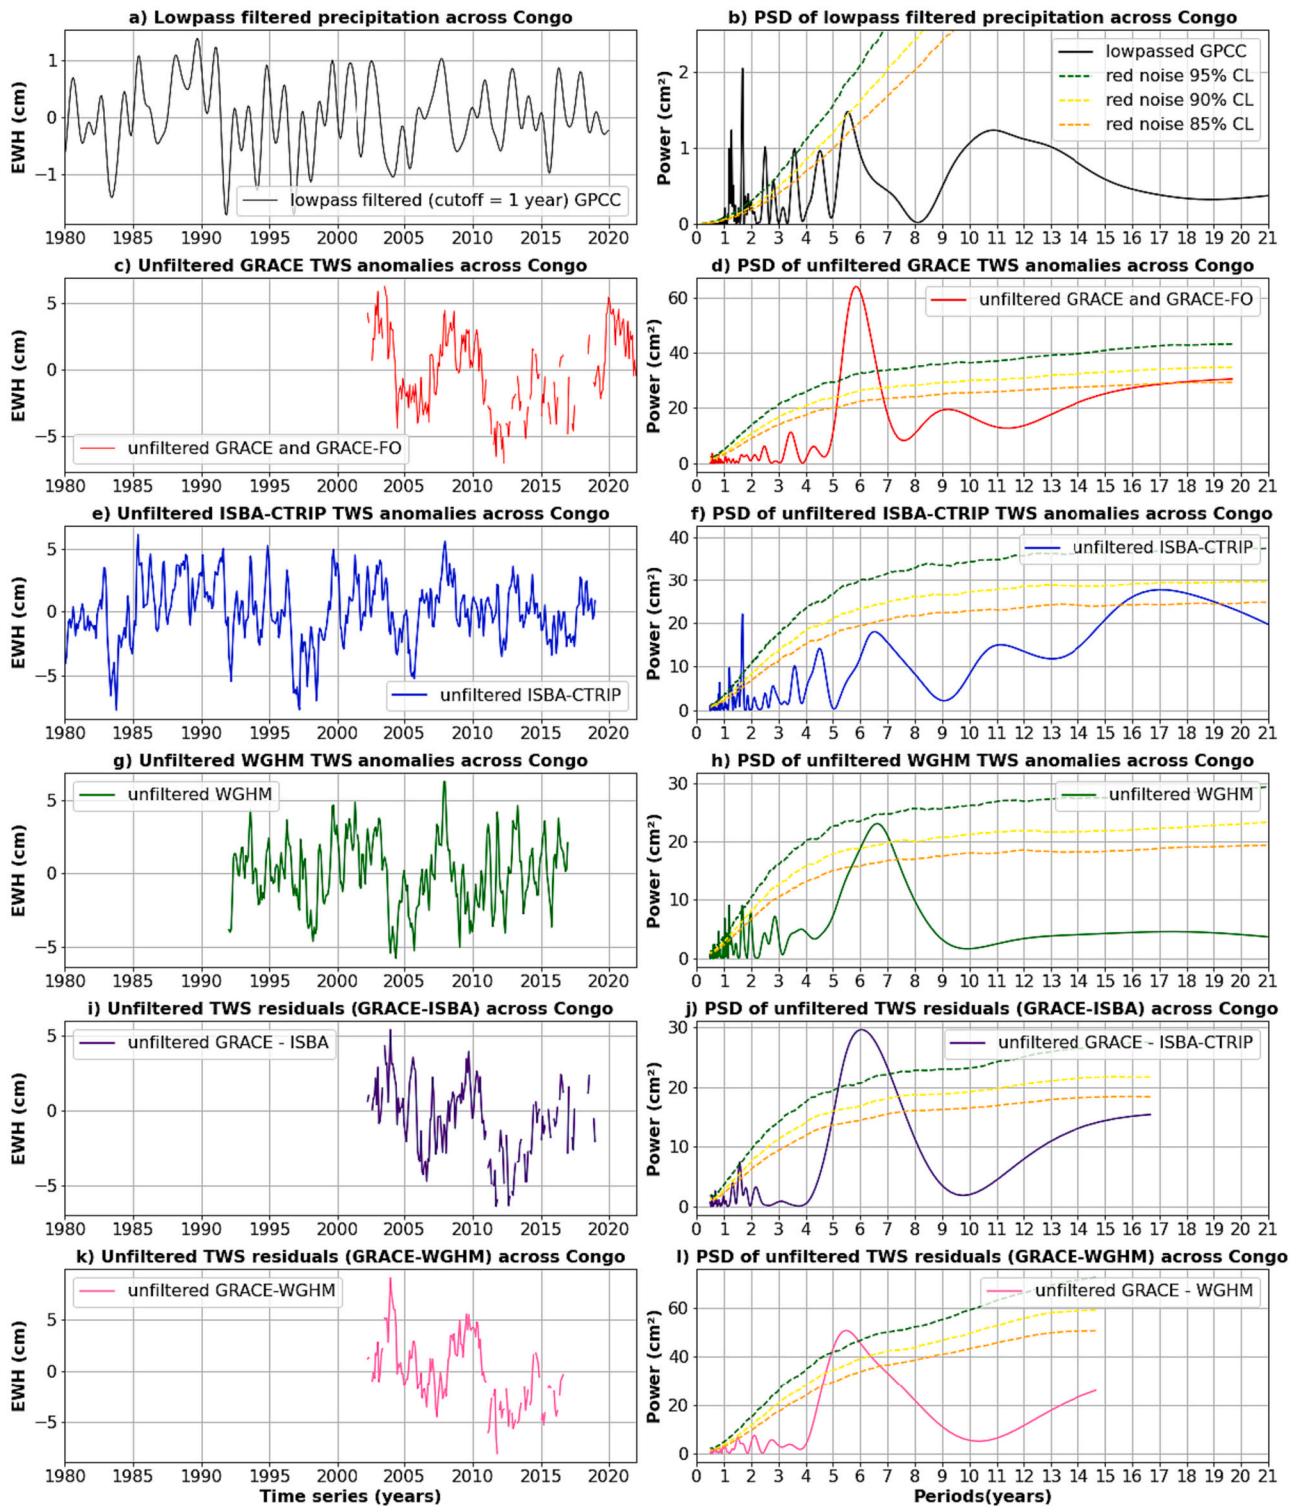 a) Lowpass filtered precipitation across Congo
EWH (cm)
1
0
−1
lowpass filtered (cutoff = 1 year) GPCC
1980 1985 1990 1995 2000 2005 2010 2015 2020
b) PSD of lowpass filtered precipitation across Congo
Power (cm²)
2
1
0
lowpassed GPCC
red noise 95% CL
red noise 90% CL
red noise 85% CL
0 1 2 3 4 5 6 7 8 9 10 11 12 13 14 15 16 17 18 19 20 21
c) Unfiltered GRACE TWS anomalies across Congo
EWH (cm)
5
0
−5
unfiltered GRACE and GRACE-FO
1980 1985 1990 1995 2000 2005 2010 2015 2020
d) PSD of unfiltered GRACE TWS anomalies across Congo
Power (cm²)
60
40
20
0
unfiltered GRACE and GRACE-FO
0 1 2 3 4 5 6 7 8 9 10 11 12 13 14 15 16 17 18 19 20 21
e) Unfiltered ISBA-CTRIP TWS anomalies across Congo
EWH (cm)
5
0
−5
unfiltered ISBA-CTRIP
1980 1985 1990 1995 2000 2005 2010 2015 2020
f) PSD of unfiltered ISBA-CTRIP TWS anomalies across Congo
Power (cm²)
40
30
20
10
0
unfiltered ISBA-CTRIP
0 1 2 3 4 5 6 7 8 9 10 11 12 13 14 15 16 17 18 19 20 21
g) Unfiltered WGHM TWS anomalies across Congo
EWH (cm)
5
0
−5
unfiltered WGHM
1980 1985 1990 1995 2000 2005 2010 2015 2020
h) PSD of unfiltered WGHM TWS anomalies across Congo
Power (cm²)
30
20
10
0
unfiltered WGHM
0 1 2 3 4 5 6 7 8 9 10 11 12 13 14 15 16 17 18 19 20 21
i) Unfiltered TWS residuals (GRACE-ISBA) across Congo
EWH (cm)
5
0
−5
unfiltered GRACE - ISBA
1980 1985 1990 1995 2000 2005 2010 2015 2020
j) PSD of unfiltered TWS residuals (GRACE-ISBA) across Congo
Power (cm²)
30
20
10
0
unfiltered GRACE - ISBA-CTRIP
0 1 2 3 4 5 6 7 8 9 10 11 12 13 14 15 16 17 18 19 20 21
k) Unfiltered TWS residuals (GRACE-WGHM) across Congo
EWH (cm)
5
0
−5
unfiltered GRACE-WGHM
1980 1985 1990 1995 2000 2005 2010 2015 2020
Time series (years)
l) PSD of unfiltered TWS residuals (GRACE-WGHM) across Congo
Power (cm²)
60
40
20
0
unfiltered GRACE - WGHM
0 1 2 3 4 5 6 7 8 9 10 11 12 13 14 15 16 17 18 19 20 21
Periods(years)